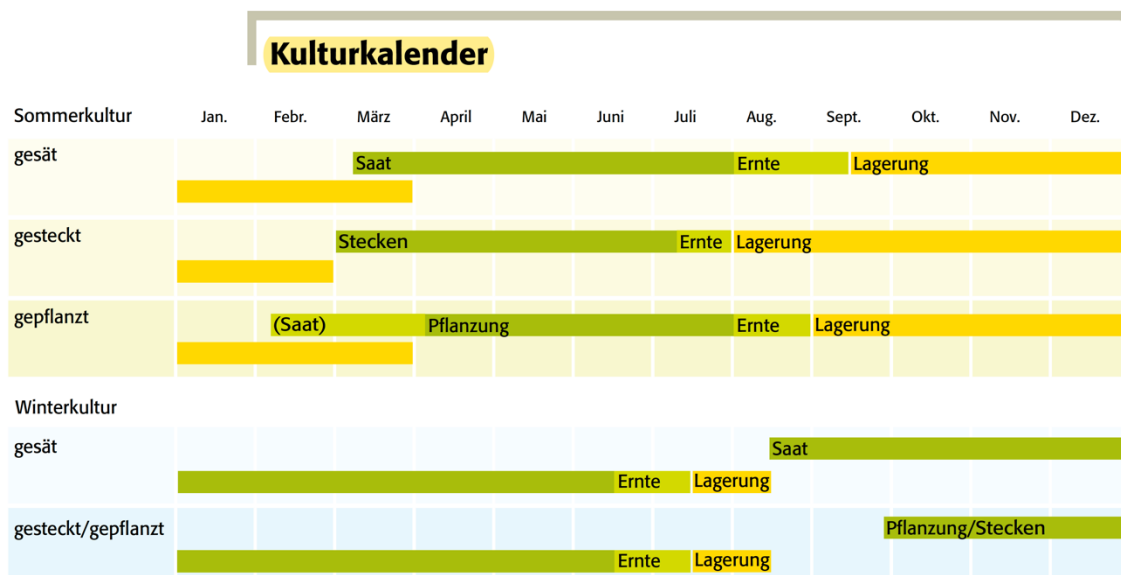 Kulturkalender
Sommerkultur Jan. Febr. März April Mai Juni Juli Aug. Sept. Okt. Nov. Dez.
gesät
Saat Ernte Lagerung
gesteckt
Stecken Ernte Lagerung
gepflanzt
(Saat) Pflanzung Ernte Lagerung
Winterkultur
gesät
Saat
Ernte Lagerung
gesteckt/gepflanzt Pflanzung/Stecken
Ernte Lagerung